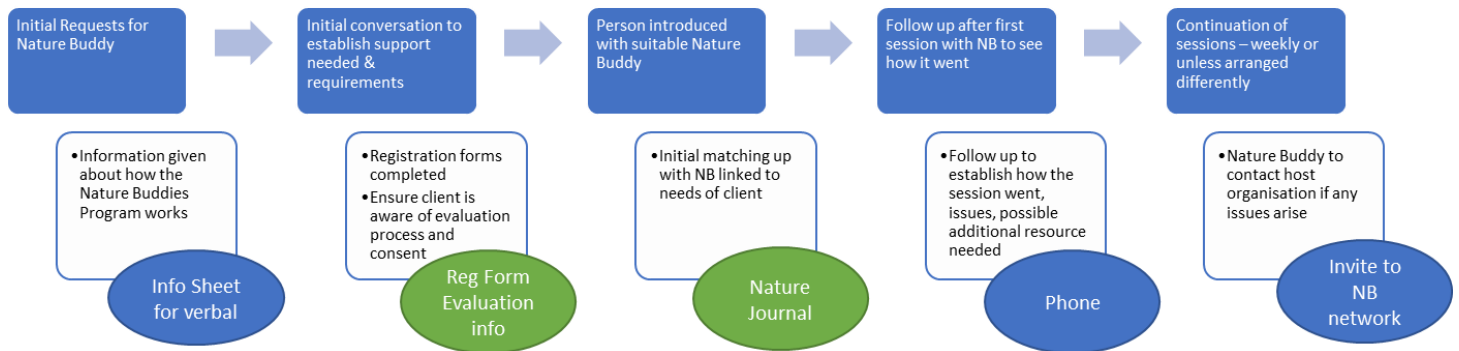 Initial Requests for
Nature Buddy
Initial conversation to
establish support
needed &
requirements
Person introduced
with suitable Nature
Buddy
Follow up after first
session with NB to see
how it went
Continuation of
sessions – weekly or
unless arranged
differently
•Information given
about how the
Nature Buddies
Program works
•Registration forms
completed
•Ensure client is
aware of evaluation
process and
consent
•Initial matching up
with NB linked to
needs of client
•Follow up to
establish how the
session went,
issues, possible
additional resource
needed
•Nature Buddy to
contact host
organisation if any
issues arise
Info Sheet
for verbal
Reg Form
Evaluation
info
Nature
Journal
Phone
Invite to
NB
network